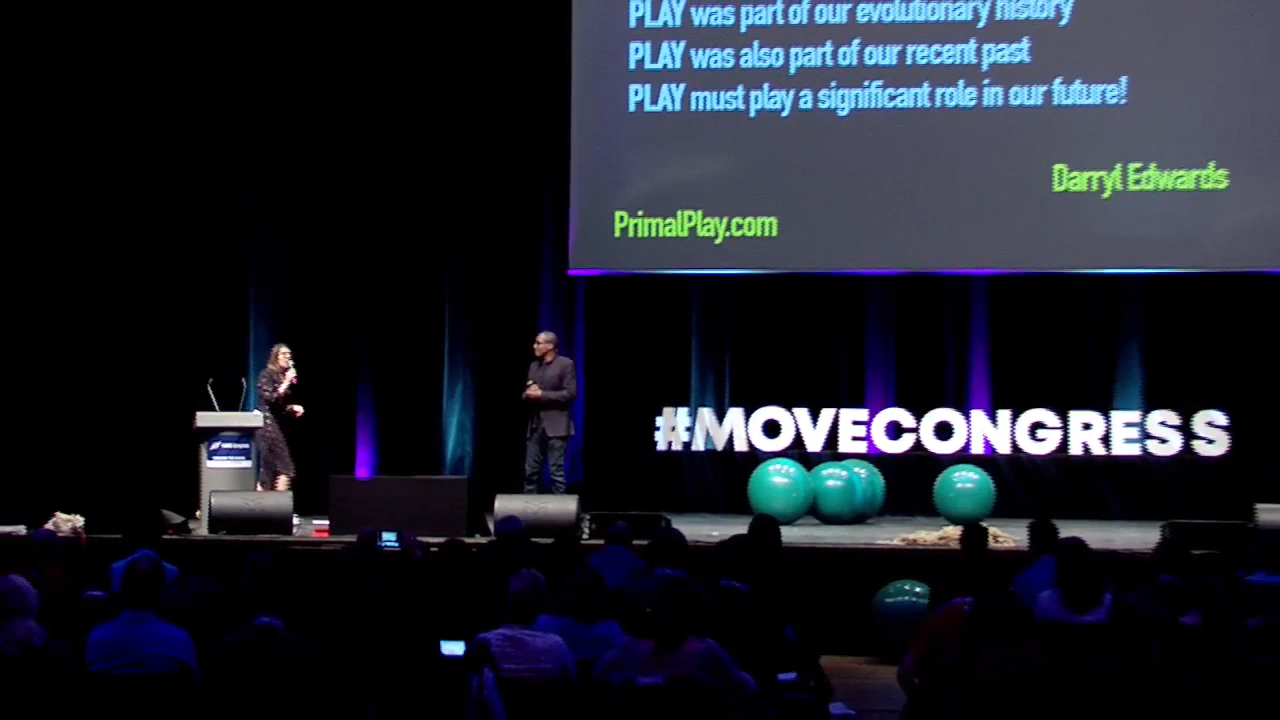 PLAY was part of our evolutionary history
PLAY was also part of our recent past
PLAY must play a significant role in our future!
Darryl Edwards
PrimalPlay.com
#MOVECONGRESS